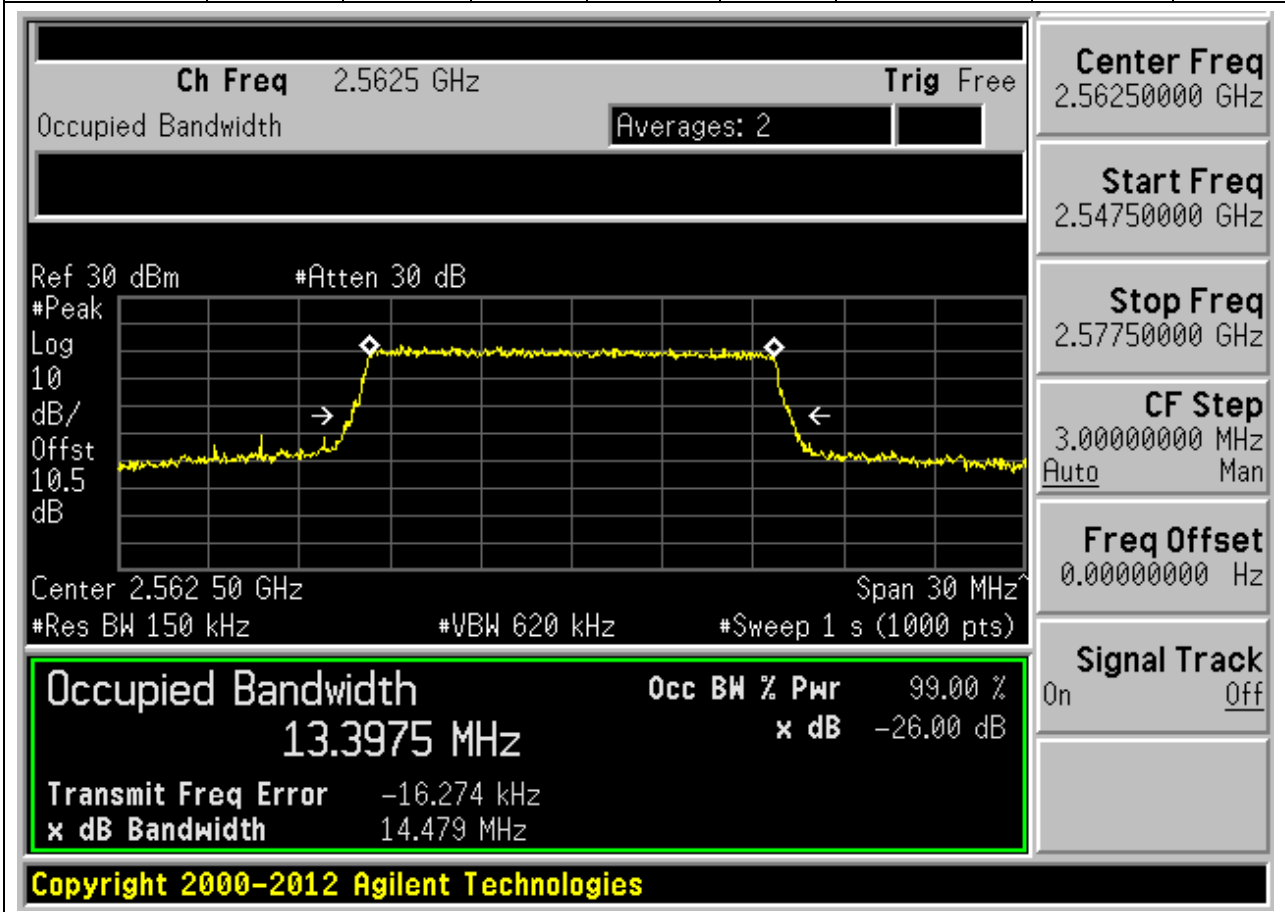 Ch Freq 2.5625 GHz Trig Free
Occupied Bandwidth Averages: 2
Ref 30 dBm #Atten 30 dB
#Peak
Log
10
dB/
Offst
10.5
dB
Center 2.562 50 GHz Span 30 MHz^
#Res BW 150 kHz #VBW 620 kHz #Sweep 1 s (1000 pts)
Occupied Bandwidth Occ BW % Pwr 99.00 %
13.3975 MHz x dB -26.00 dB
Transmit Freq Error -16.274 kHz
x dB Bandwidth 14.479 MHz
Copyright 2000-2012 Agilent Technologies
Center Freq
2.56250000 GHz
Start Freq
2.54750000 GHz
Stop Freq
2.57750000 GHz
CF Step
3.00000000 MHz
Auto Man
Freq Offset
0.00000000 Hz
Signal Track
On Off